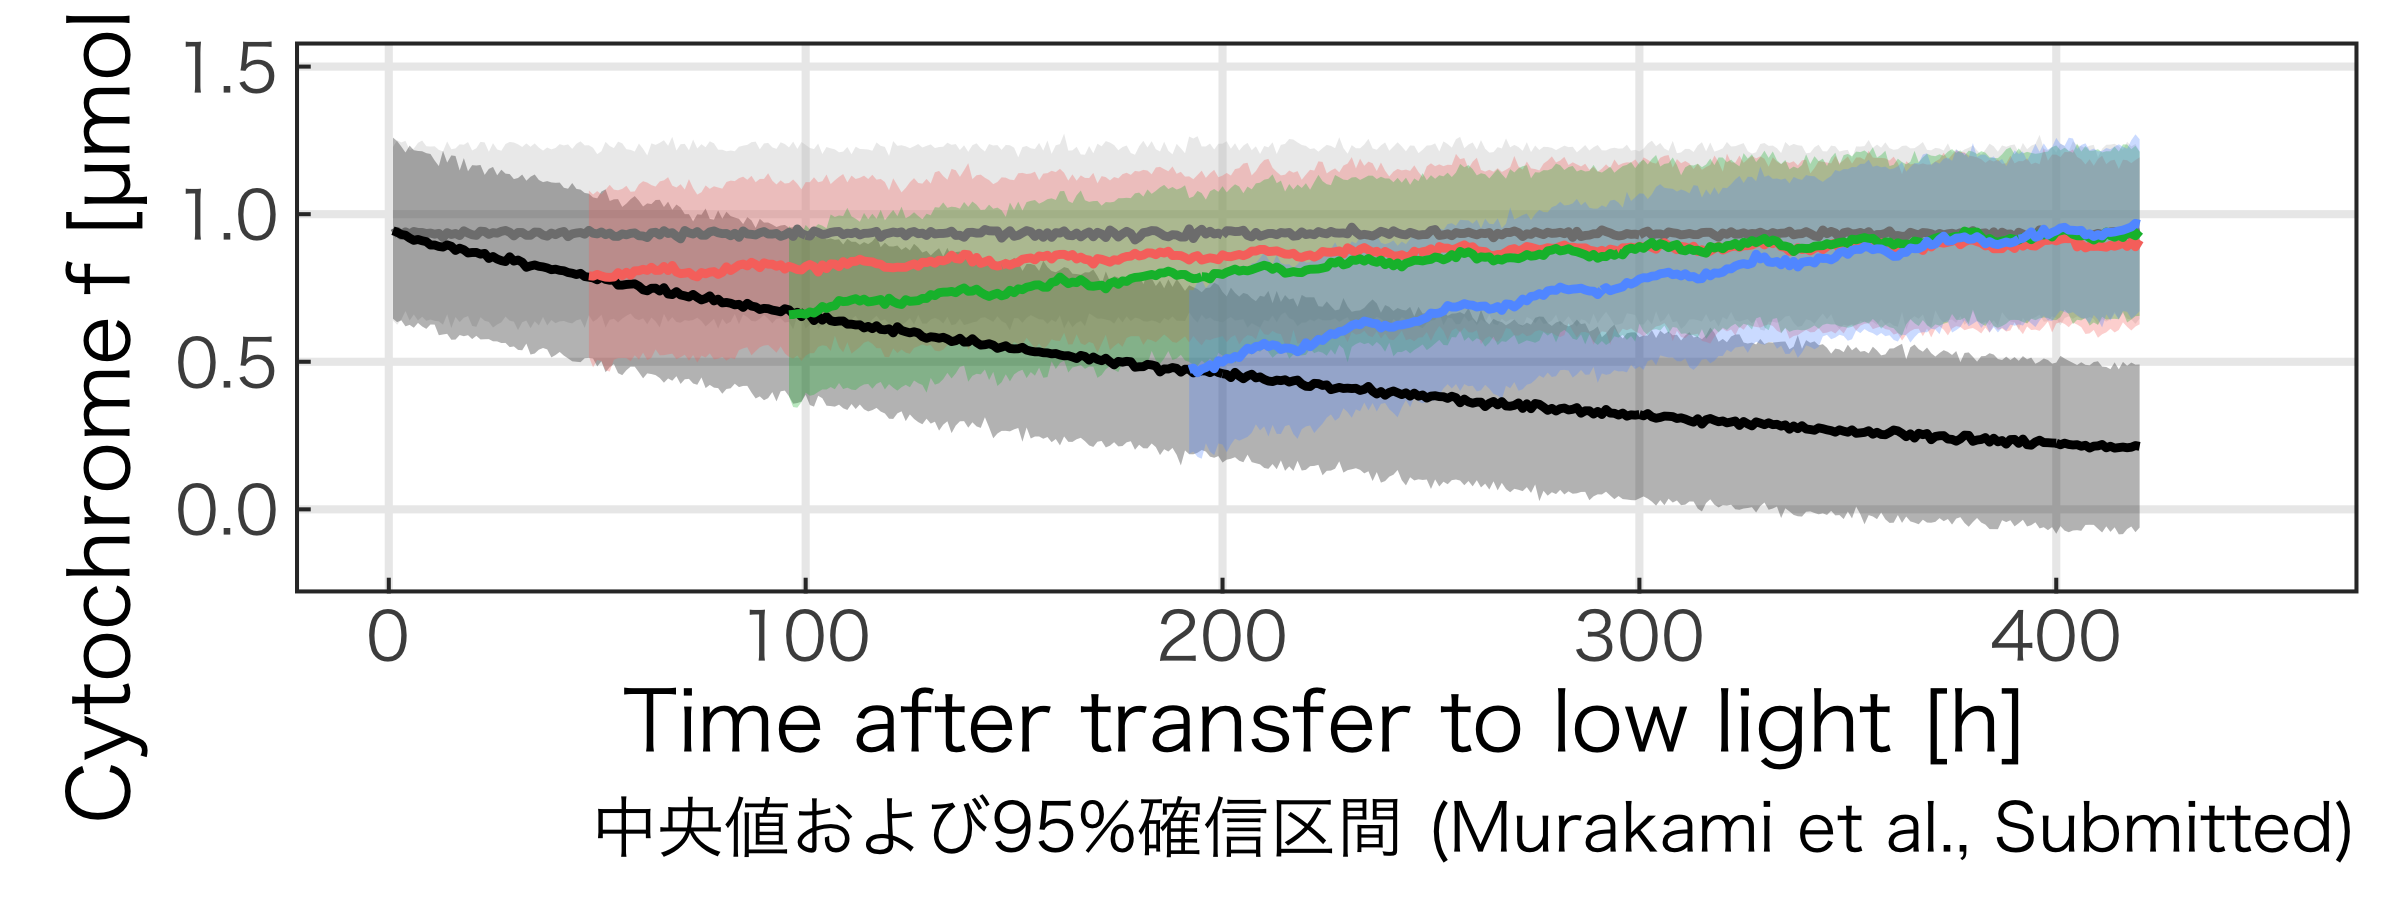 Cytochrome f [μmol
1.5
1.0
0.5
0.0
0 100 200 300 400
Time after transfer to low light [h]
中央値および95%確信区間 (Murakami et al., Submitted)